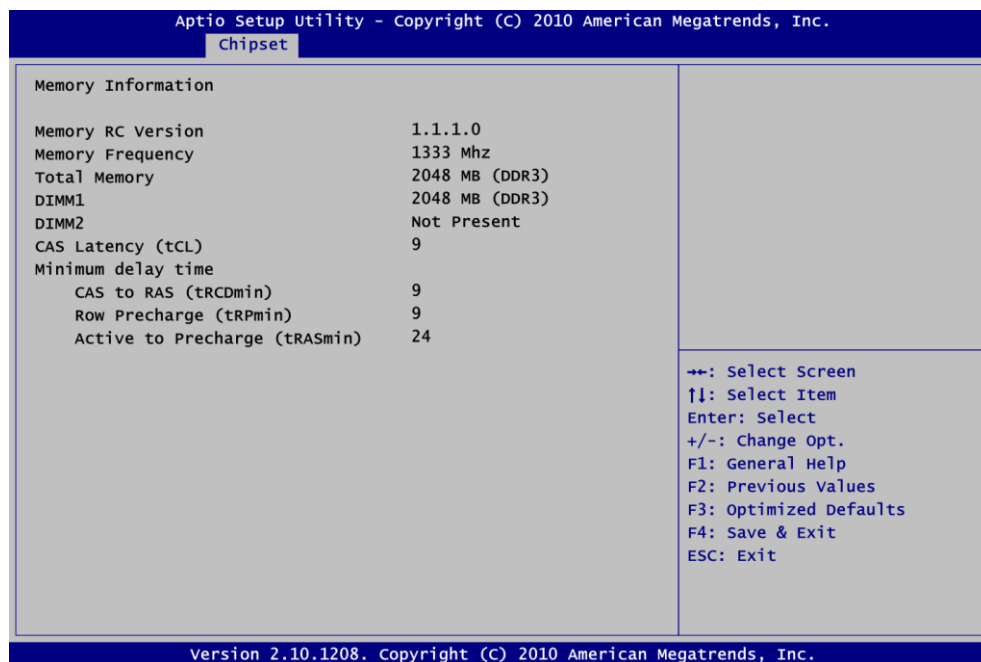 Aptio Setup Utility - Copyright (C) 2010 American Megatrends, Inc.
Chipset
Memory Information
Memory RC Version 1.1.1.0
Memory Frequency 1333 Mhz
Total Memory 2048 MB (DDR3)
DIMM1 2048 MB (DDR3)
DIMM2 Not Present
CAS Latency (tCL) 9
Minimum delay time
CAS to RAS (tRCDmin) 9
Row Precharge (tRPmin) 9
Active to Precharge (tRASmin) 24
→←: Select Screen
↑↓: Select Item
Enter: Select
+/-: Change Opt.
F1: General Help
F2: Previous Values
F3: Optimized Defaults
F4: Save & Exit
ESC: Exit
Version 2.10.1208. Copyright (C) 2010 American Megatrends, Inc.